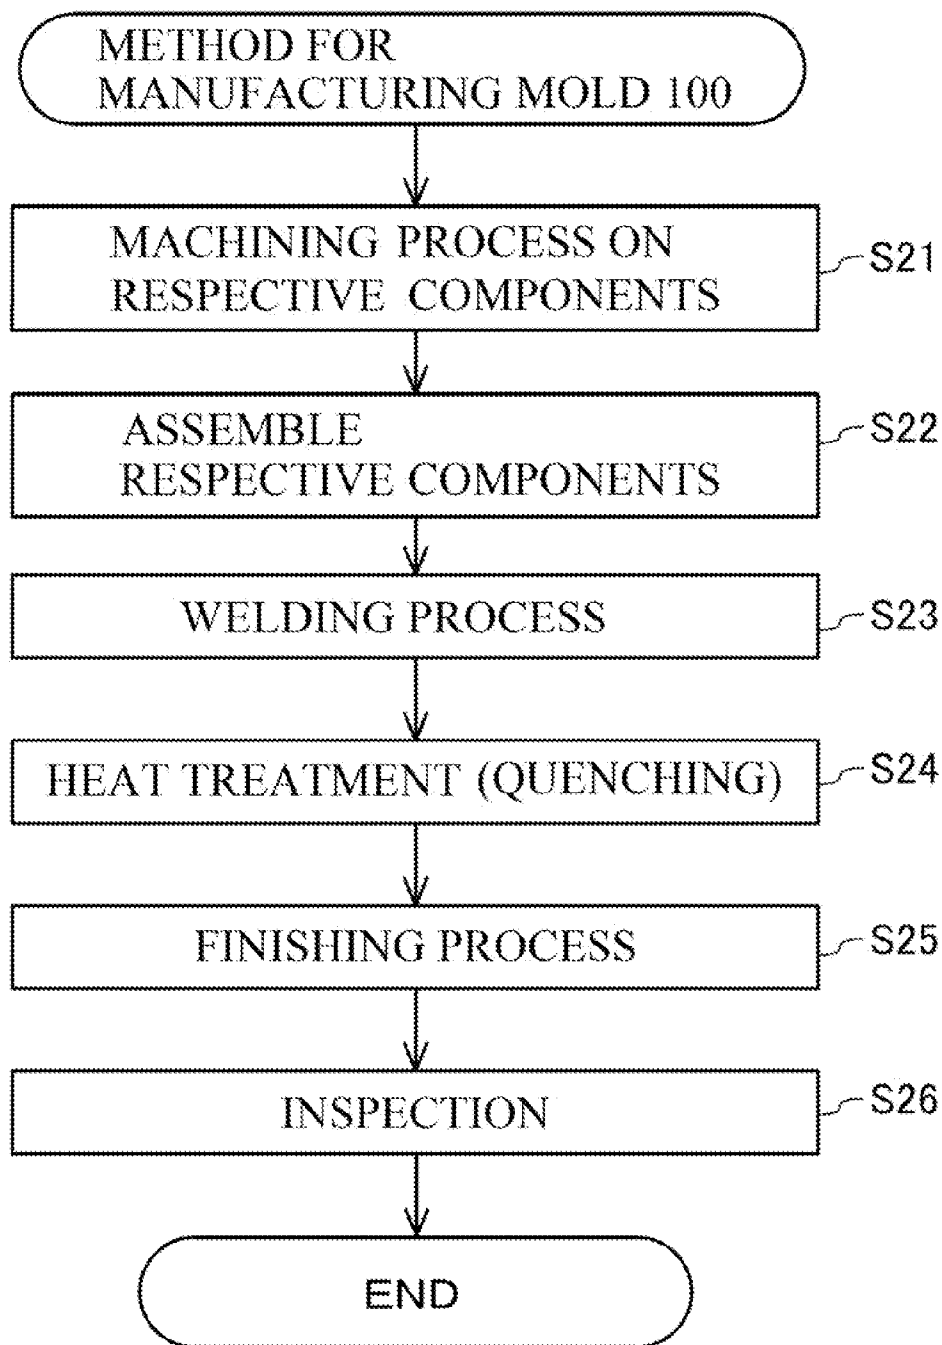 METHOD FOR
MANUFACTURING MOLD 100
MACHINING PROCESS ON
RESPECTIVE COMPONENTS
S21
ASSEMBLE
RESPECTIVE COMPONENTS
S22
WELDING PROCESS
S23
HEAT TREATMENT (QUENCHING)
S24
FINISHING PROCESS
S25
INSPECTION
S26
END